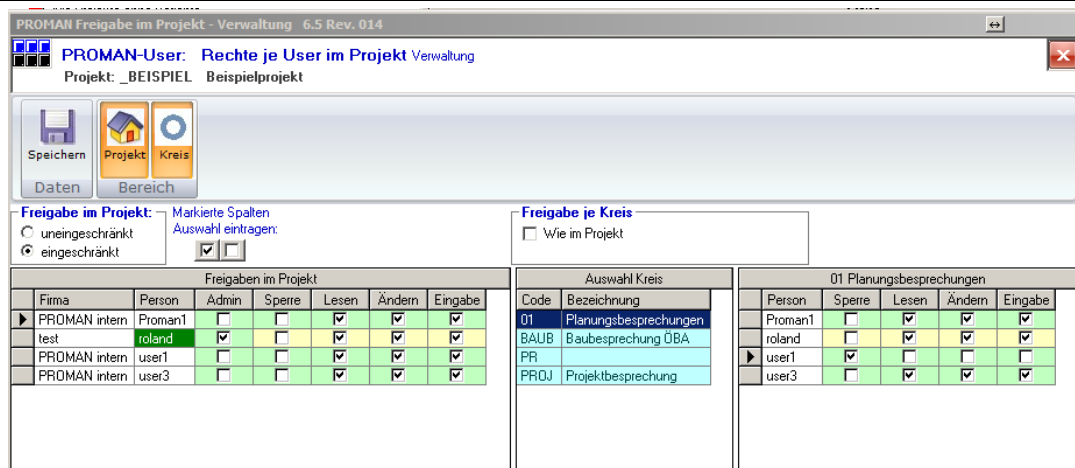 PROMAN Freigabe im Projekt - Verwaltung 6.5 Rev. 014
PROMAN-User: Rechte je User im Projekt Verwaltung
Projekt: _BEISPIEL Beispielprojekt
Speichern Projekt Kreis
Daten Bereich
Freigabe im Projekt: Markierte Spalten Freigabe je Kreis
uneingeschränkt Auswahl eintragen: Wie im Projekt
eingeschränkt
Freigaben im Projekt Auswahl Kreis 01 Planungsbesprechungen
Firma Person Admin Sperre Lesen Ändern Eingabe Code Bezeichnung Person Sperre Lesen Ändern Eingabe
PROMAN intern Proman1 01 Planungsbesprechungen Proman1
test roland BAUB Baubesprechung ÖBA roland
PROMAN intern user1 PR user1
PROMAN intern user3 PROJ Projektbesprechung user3